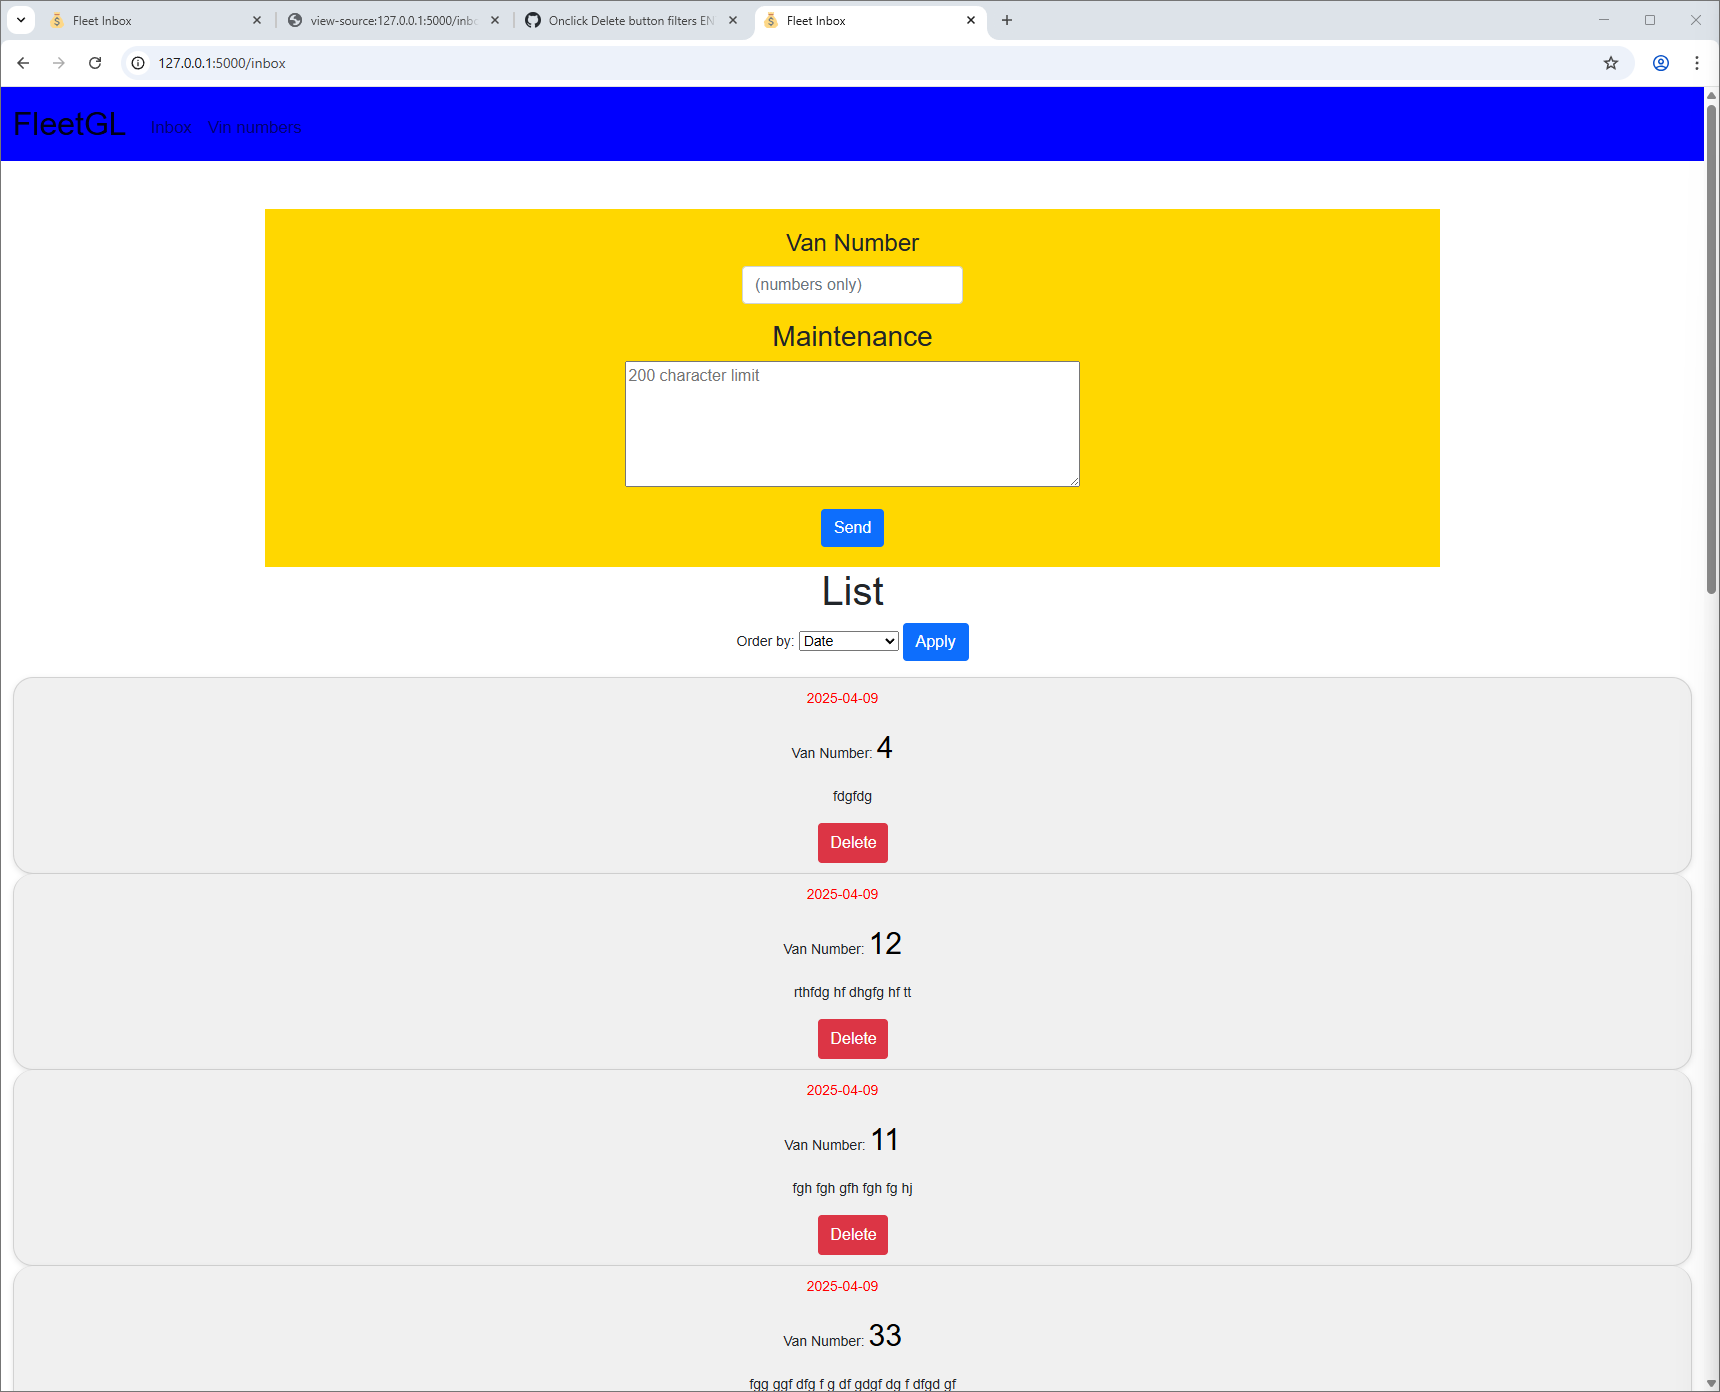 Fleet Inbox
view-source:127.0.0.1:5000/inbo
Onclick Delete button filters EN
Fleet Inbox
127.0.0.1:5000/inbox
FleetGL Inbox Vin numbers
Van Number
(numbers only)
Maintenance
200 character limit
Send
List
Order by: Date Apply
2025-04-09
Van Number: 4
fdgfdg
Delete
2025-04-09
Van Number: 12
rthfdg hf dhgfg hf tt
Delete
2025-04-09
Van Number: 11
fgh fgh gfh fgh fg hj
Delete
2025-04-09
Van Number: 33
fgg ggf dfg f g df gdgf dg f dfgd gf